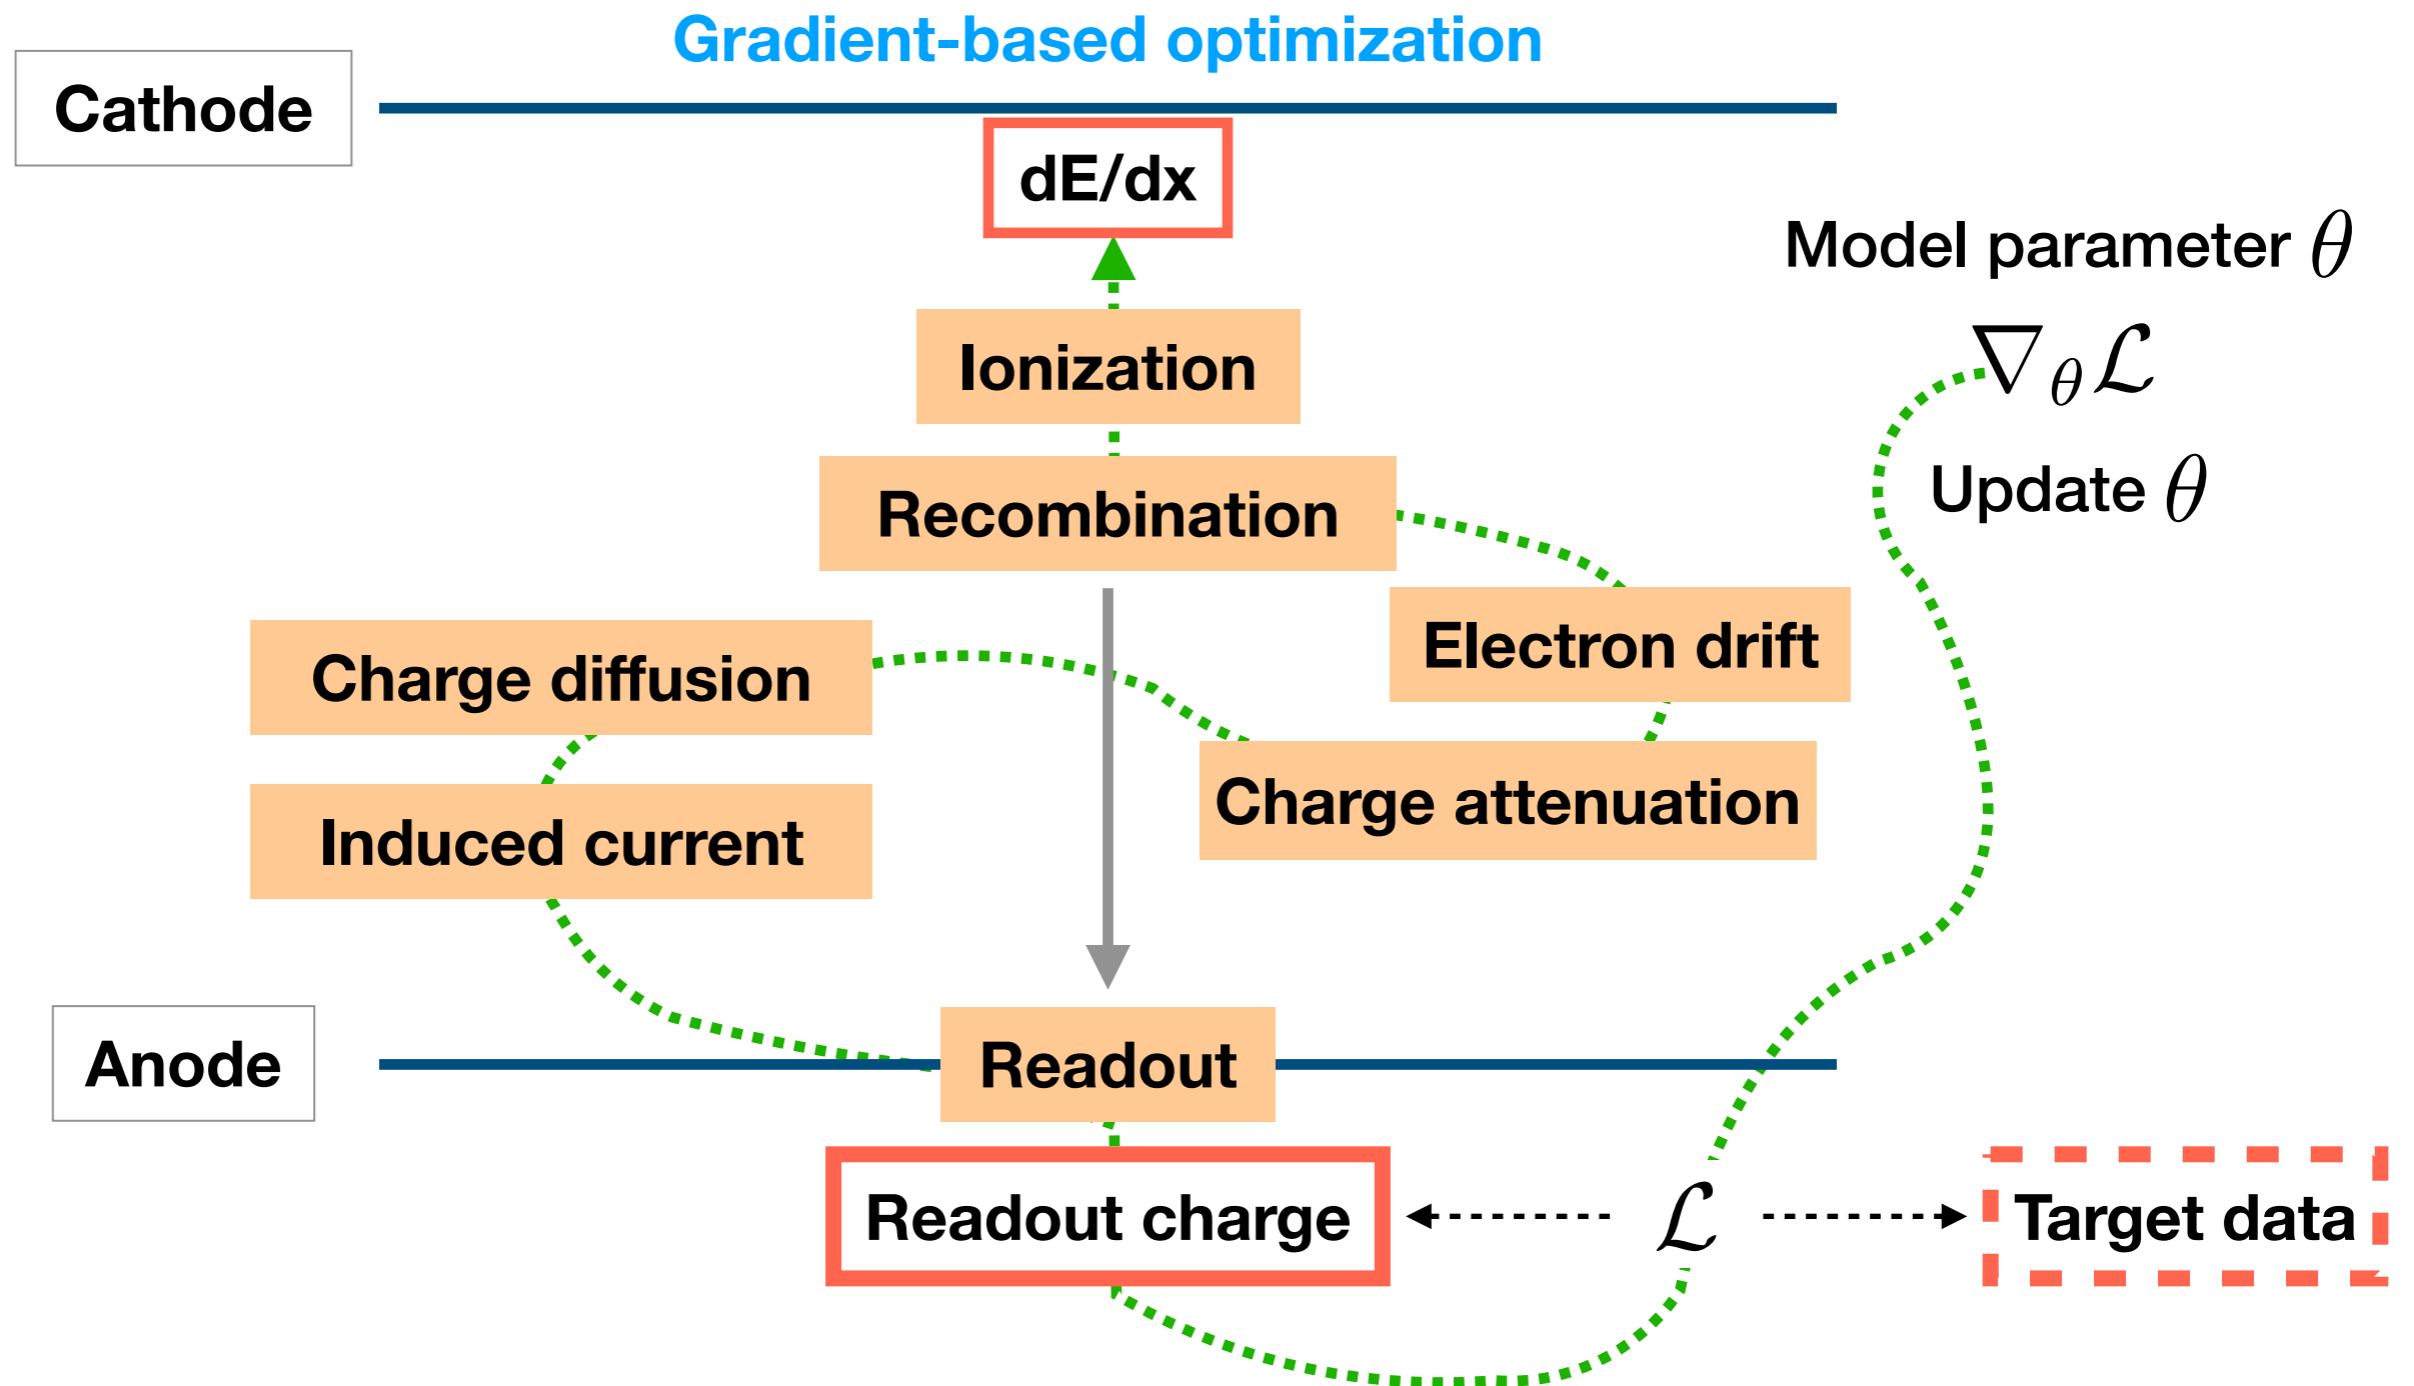 Gradient-based optimization
Cathode
dE/dx
Model parameter θ
Ionization
∇θℒ
Update θ
Recombination
Electron drift
Charge diffusion
Charge attenuation
Induced current
Anode
Readout
Readout charge
ℒ
Target data